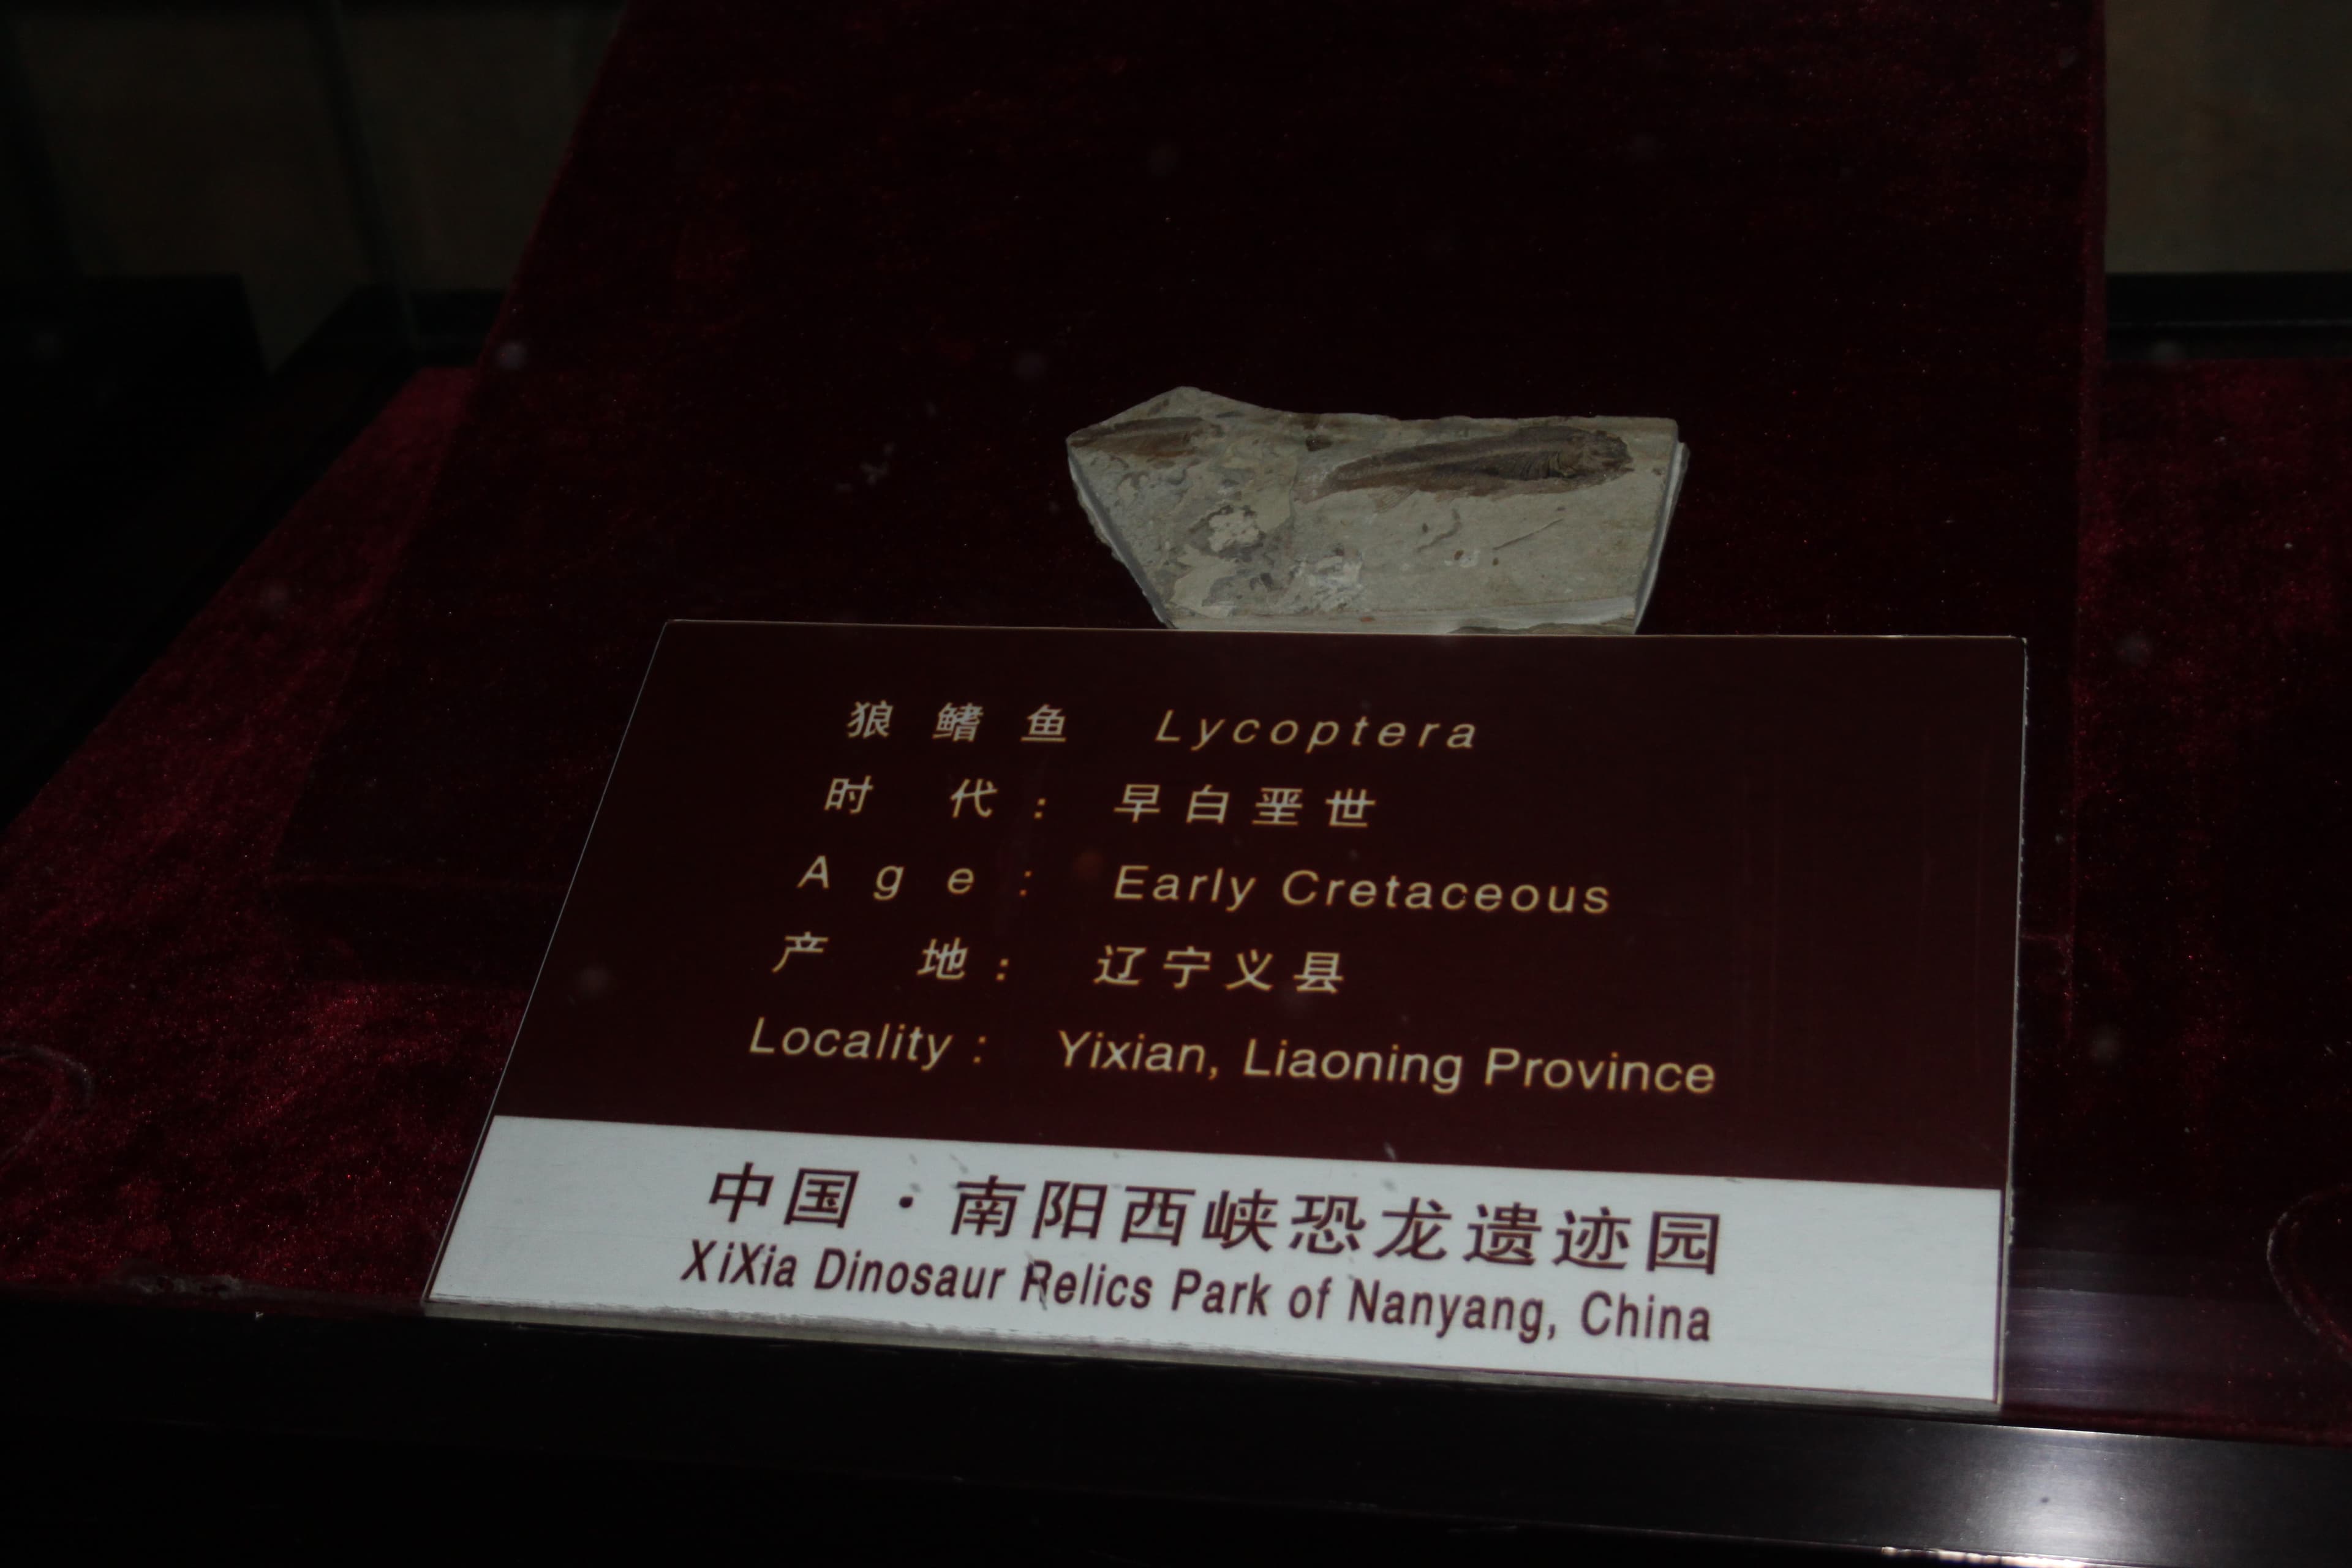 狼鳍鱼 Lycoptera
时代：早白垩世
Age: Early Cretaceous
产地：辽宁义县
Locality: Yixian, Liaoning Province
中国·南阳西峡恐龙遗迹园
XiXia Dinosaur Relics Park of Nanyang, China